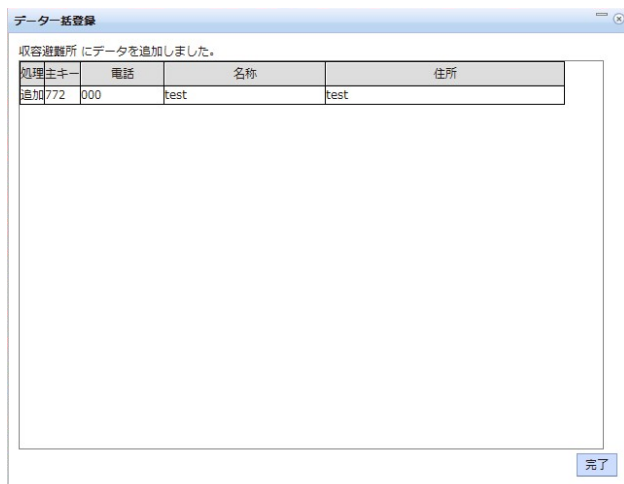 データ一括登録
収容避難所 にデータを追加しました。
処理 主キー 電話 名称 住所
追加 772 000 test test
完了